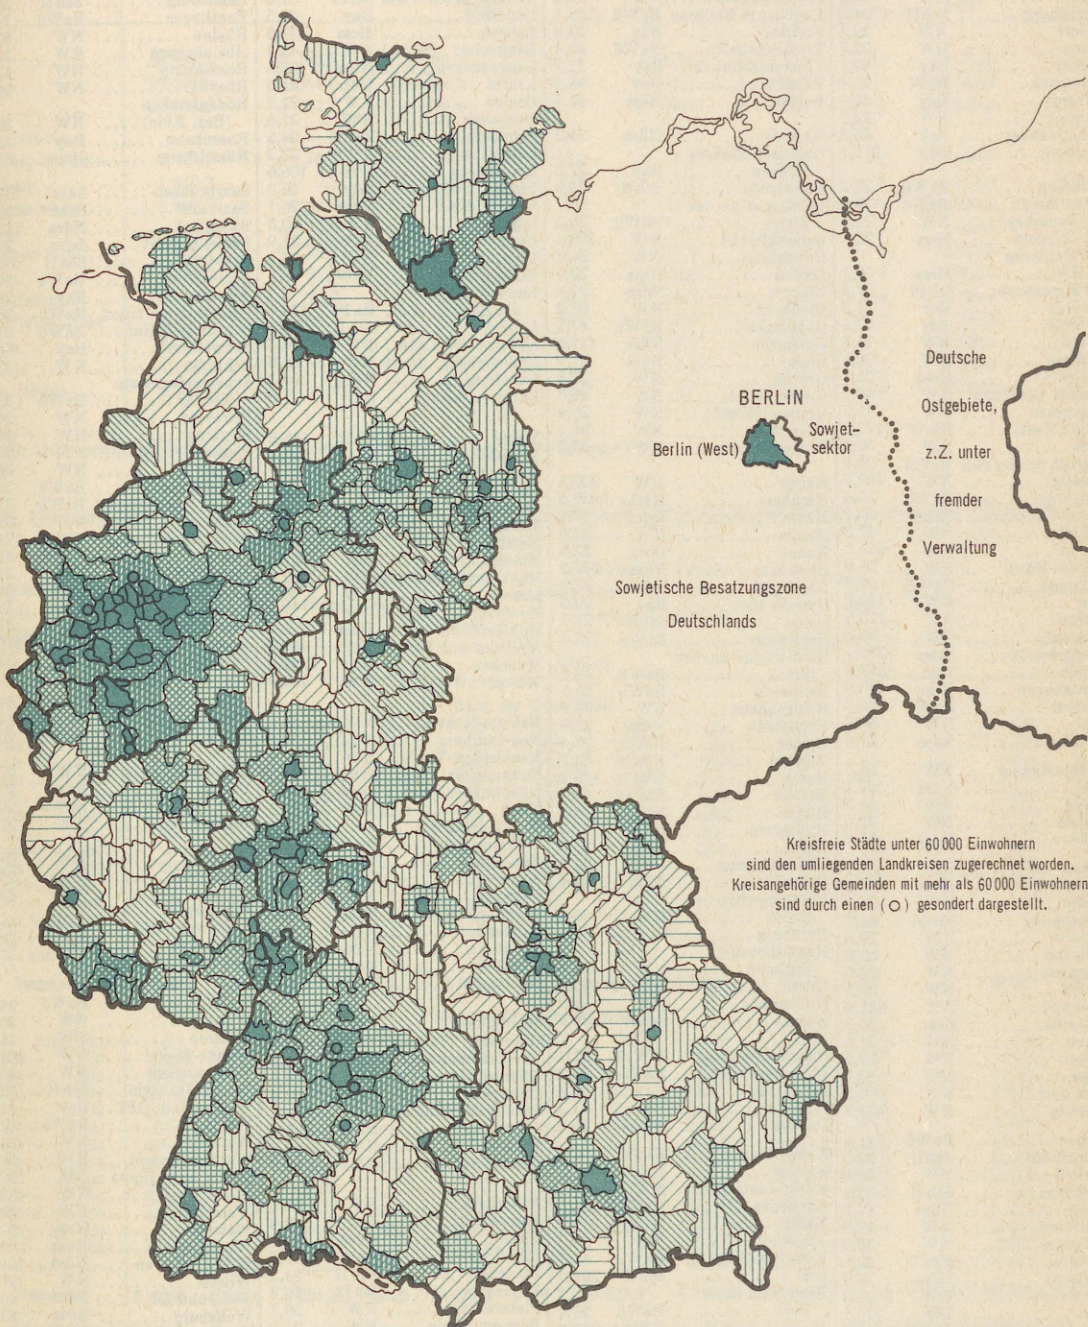 BERLIN
Berlin (West)
Sowjet-
sektor
Deutsche
Ostgebiete,
z.Z. unter
fremder
Verwaltung
Sowjetische Besatzungszone
Deutschlands
Kreisfreie Städte unter 60 000 Einwohnern
sind den umliegenden Landkreisen zugerechnet worden.
Kreisangehörige Gemeinden mit mehr als 60 000 Einwohnern
sind durch einen ( O ) gesondert dargestellt.